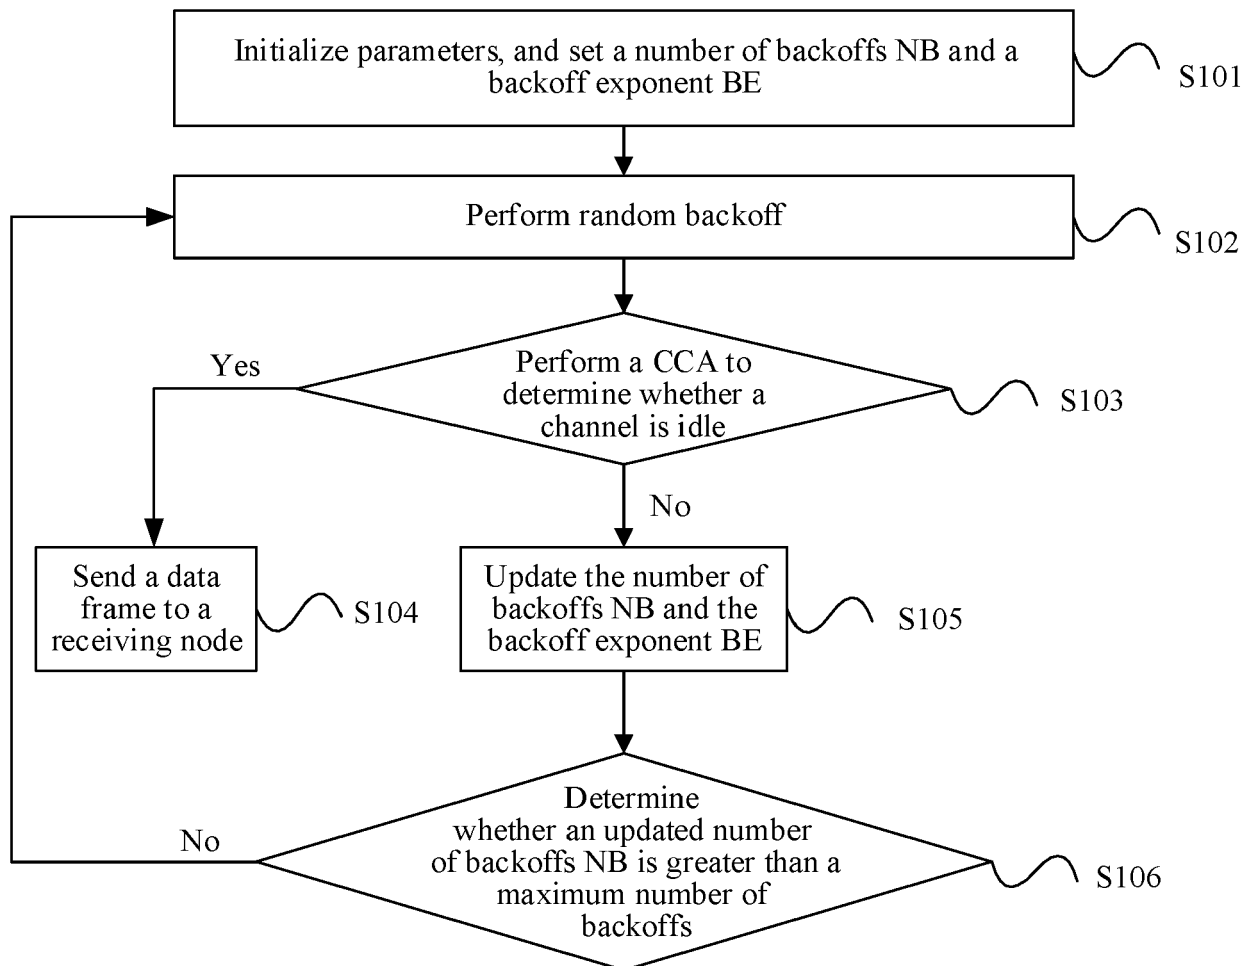 Initialize parameters, and set a number of backoffs NB and a
backoff exponent BE
S101
Perform random backoff
S102
Yes
Perform a CCA to
determine whether a
channel is idle
S103
No
Send a data
frame to a
receiving node
S104
Update the number of
backoffs NB and the
backoff exponent BE
S105
No
Determine
whether an updated number
of backoffs NB is greater than a
maximum number of
backoffs
S106